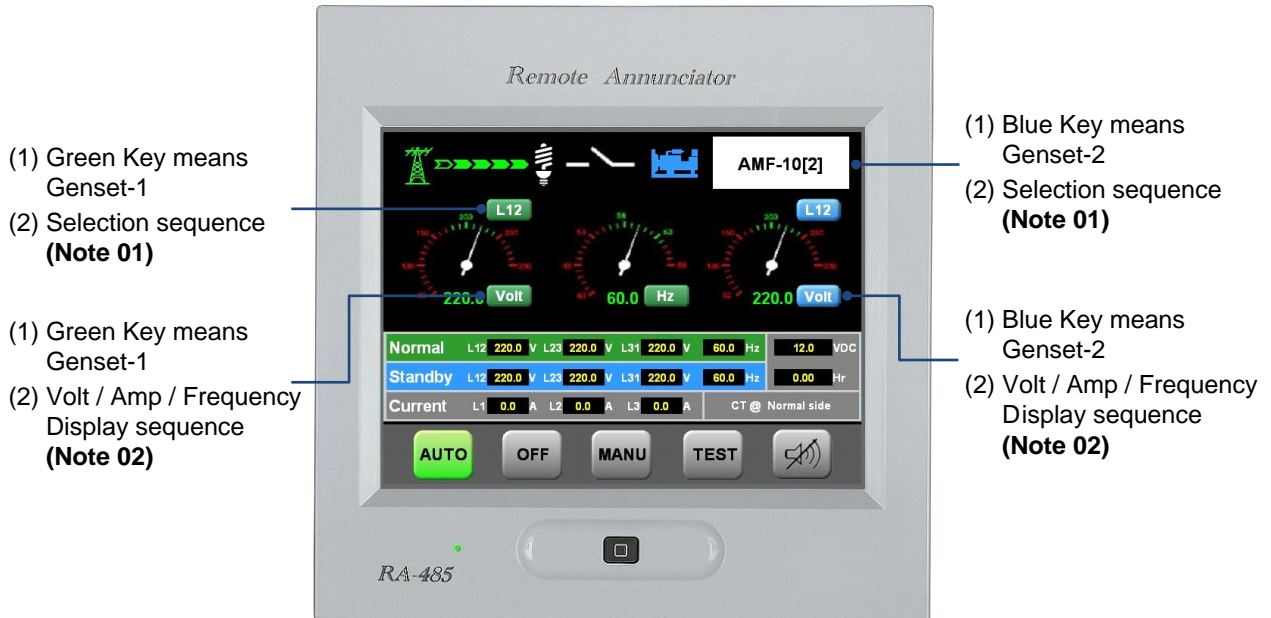 Remote Annunciator
(1) Green Key means
Genset-1
(2) Selection sequence
(Note 01)
(1) Green Key means
Genset-1
(2) Volt / Amp / Frequency
Display sequence
(Note 02)
AMF-10[2]
L12
L12
200
58
200
220.0 Volt
60.0 Hz
220.0 Volt
Normal L12 220.0 V L23 220.0 V L31 220.0 V 60.0 Hz 12.0 VDC
Standby L12 220.0 V L23 220.0 V L31 220.0 V 60.0 Hz 0.00 Hr
Current L1 0.0 A L2 0.0 A L3 0.0 A CT @ Normal side
AUTO OFF MANU TEST
RA-485
(1) Blue Key means
Genset-2
(2) Selection sequence
(Note 01)
(1) Blue Key means
Genset-2
(2) Volt / Amp / Frequency
Display sequence
(Note 02)